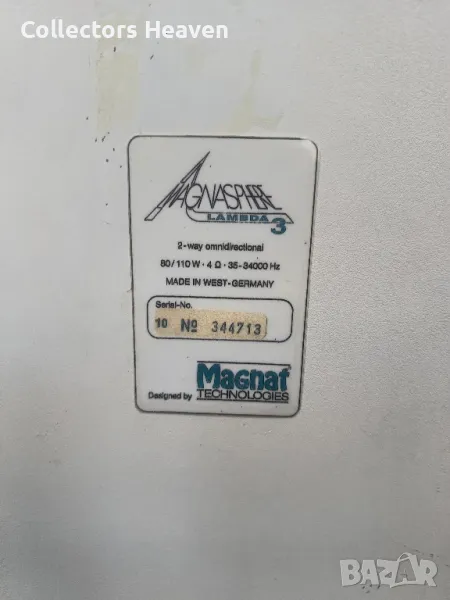 Collectors Heaven
MAGNASPHERE
LAMBDA 3
2-way omnidirectional
80/110 W · 4 Ω · 35-34000 Hz
MADE IN WEST-GERMANY
Serial-No.
10 Nº 344713
Designed by Magnat
TECHNOLOGIES
BAZAR